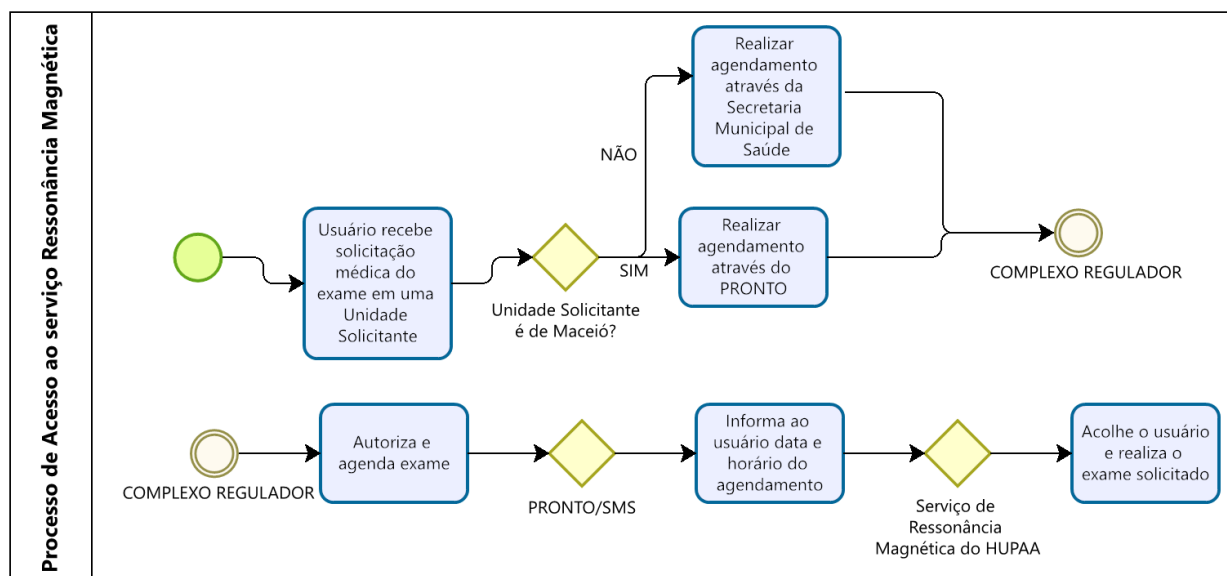 Processo de Acesso ao serviço Ressonância Magnética
Usuário recebe
solicitação
médica do
exame em uma
Unidade
Solicitante
Unidade Solicitante
é de Maceió?
NÃO
SIM
Realizar
agendamento
através da
Secretaria
Municipal de
Saúde
Realizar
agendamento
através do
PRONTO
COMPLEXO REGULADOR
COMPLEXO REGULADOR
Autoriza e
agenda exame
PRONTO/SMS
Informa ao
usuário data e
horário do
agendamento
Serviço de
Ressonância
Magnética do HUPAA
Acolhe o usuário
e realiza o
exame solicitado